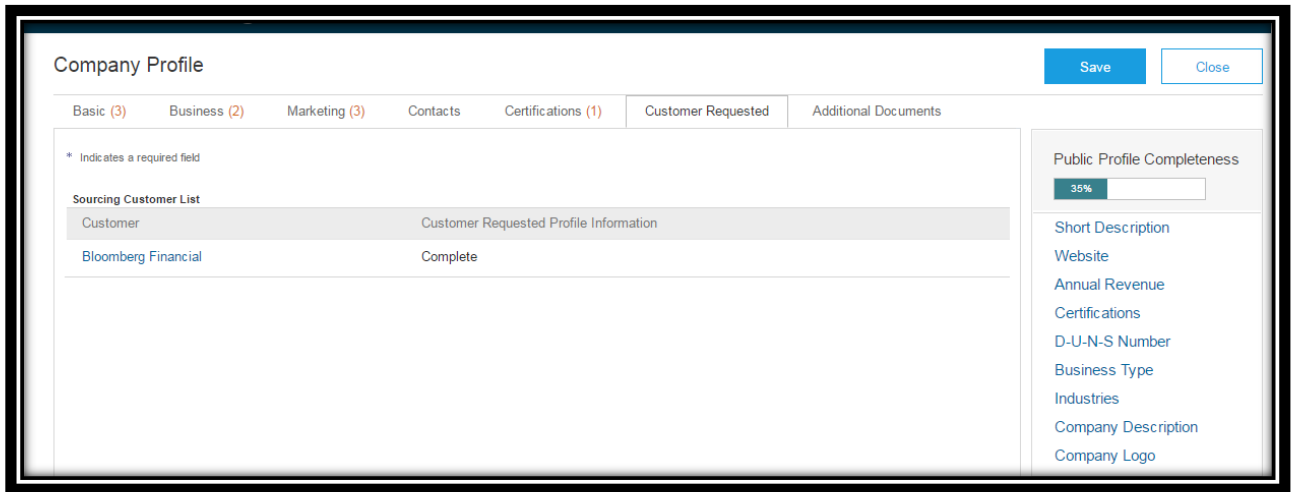 Company Profile
Save
Close
Basic (3)
Business (2)
Marketing (3)
Contacts
Certifications (1)
Customer Requested
Additional Documents
* Indicates a required field
Sourcing Customer List
Customer
Customer Requested Profile Information
Bloomberg Financial
Complete
Public Profile Completeness
35%
Short Description
Website
Annual Revenue
Certifications
D-U-N-S Number
Business Type
Industries
Company Description
Company Logo